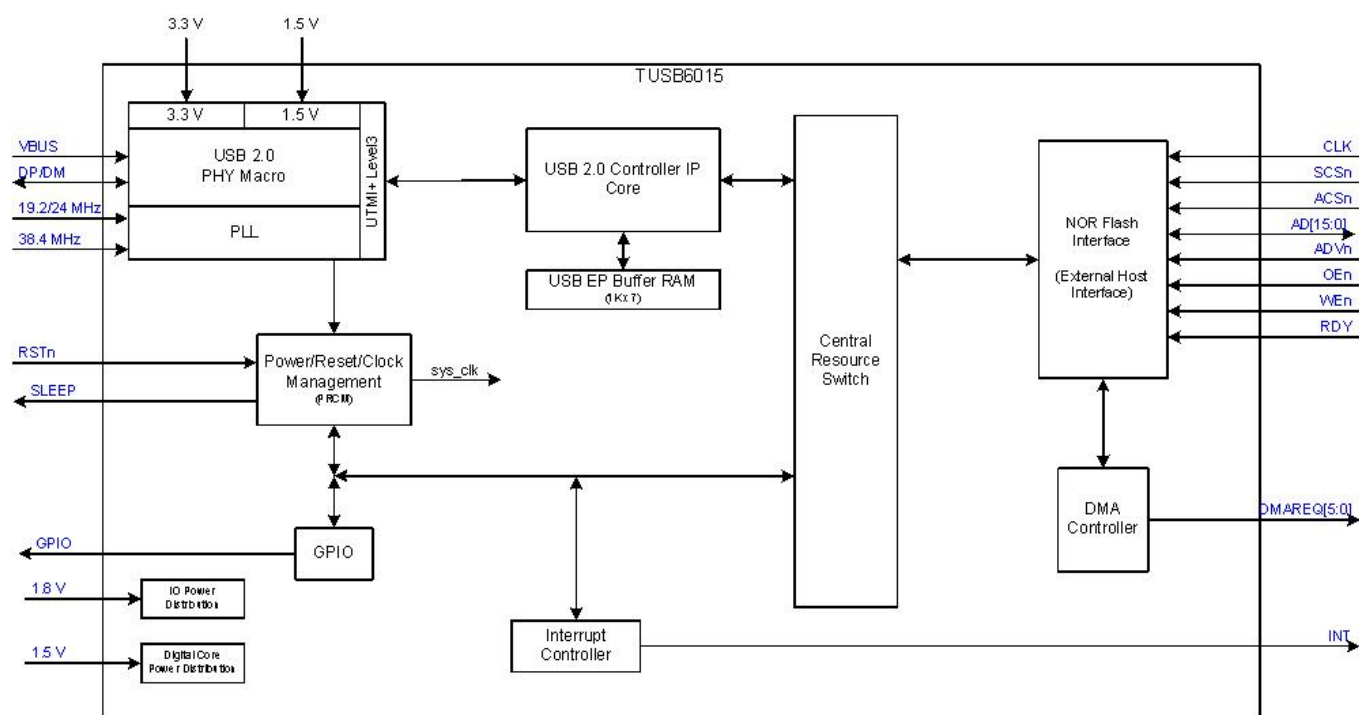 3.3 V
1.5 V
TUSB6015
3.3 V
1.5 V
UTMI+ Level3
VBUS
DP/DM
19.2/24 MHz
38.4 MHz
USB 2.0
PHY Macro
PLL
USB 2.0 Controller IP
Core
USB EP Buffer RAM
(1K x 7)
NOR Flash
Interface
(External Host
Interface)
CLK
SCSn
ACSn
AD[15:0]
ADVn
OEn
WEn
RDY
Central
Resource
Switch
RSTn
SLEEP
Power/Reset/Clock
Management
(PRCM)
sys_clk
DMA
Controller
DMAREQ[5:0]
GPIO
GPIO
1.8 V
IO Power
Distribution
1.5 V
Digital Core
Power Distribution
Interrupt
Controller
INT